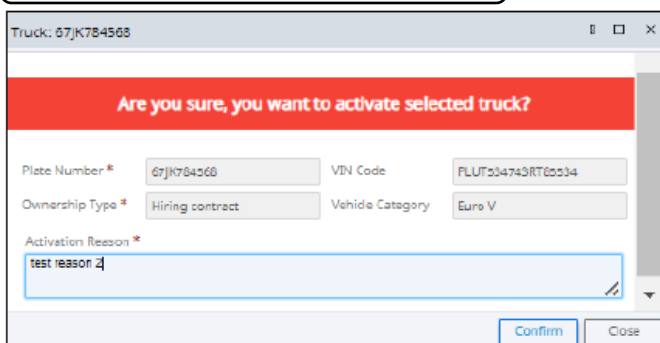 Truck: 67JK784568
Are you sure, you want to activate selected truck?
Plate Number * 67JK784568 VIN Code FLUT534743RT85534
Ownership Type * Hiring contract Vehicle Category Euro V
Activation Reason *
test reason 2
Confirm Close